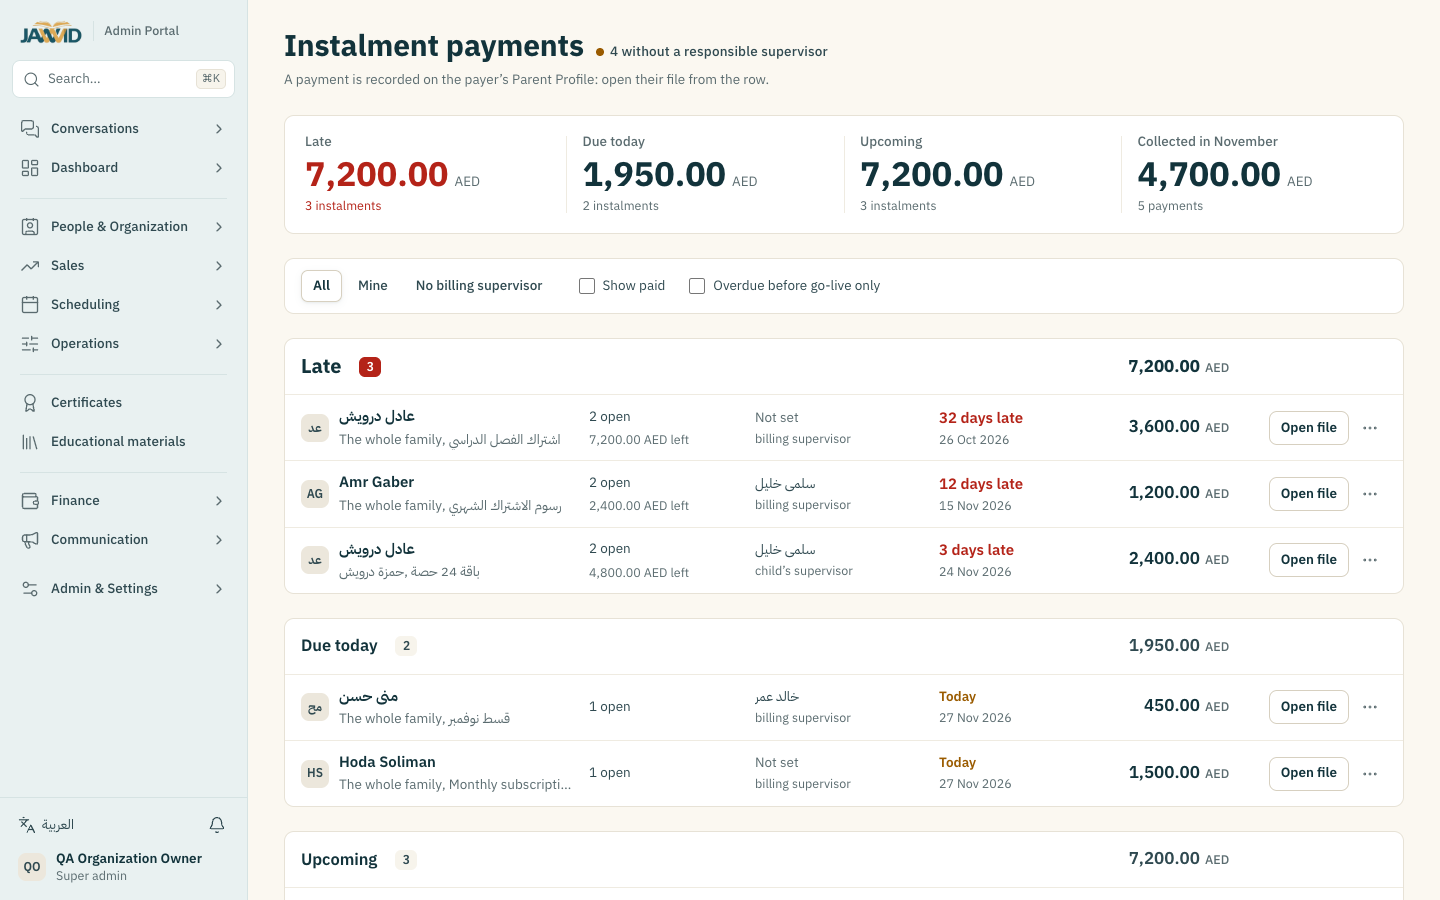 JAWWID
Admin Portal
Search...
⌘K
Conversations
Dashboard
People & Organization
Sales
Scheduling
Operations
Certificates
Educational materials
Finance
Communication
Admin & Settings
العربية
QO
QA Organization Owner
Super admin
Instalment payments
4 without a responsible supervisor
A payment is recorded on the payer's Parent Profile: open their file from the row.
Late
7,200.00 AED
3 instalments
Due today
1,950.00 AED
2 instalments
Upcoming
7,200.00 AED
3 instalments
Collected in November
4,700.00 AED
5 payments
All
Mine
No billing supervisor
Show paid
Overdue before go-live only
Late 3 7,200.00 AED
عد
عادل درويش
The whole family, اشتراك الفصل الدراسي
2 open
7,200.00 AED left
Not set
billing supervisor
32 days late
26 Oct 2026
3,600.00 AED
Open file
AG
Amr Gaber
The whole family, رسوم الاشتراك الشهري
2 open
2,400.00 AED left
سلمى خليل
billing supervisor
12 days late
15 Nov 2026
1,200.00 AED
Open file
عد
عادل درويش
حمزة درويش, باقة 24 حصة
2 open
4,800.00 AED left
سلمى خليل
child's supervisor
3 days late
24 Nov 2026
2,400.00 AED
Open file
Due today 2 1,950.00 AED
مح
منى حسن
The whole family, قسط نوفمبر
1 open
خالد عمر
billing supervisor
Today
27 Nov 2026
450.00 AED
Open file
HS
Hoda Soliman
The whole family, Monthly subscripti...
1 open
Not set
billing supervisor
Today
27 Nov 2026
1,500.00 AED
Open file
Upcoming 3 7,200.00 AED